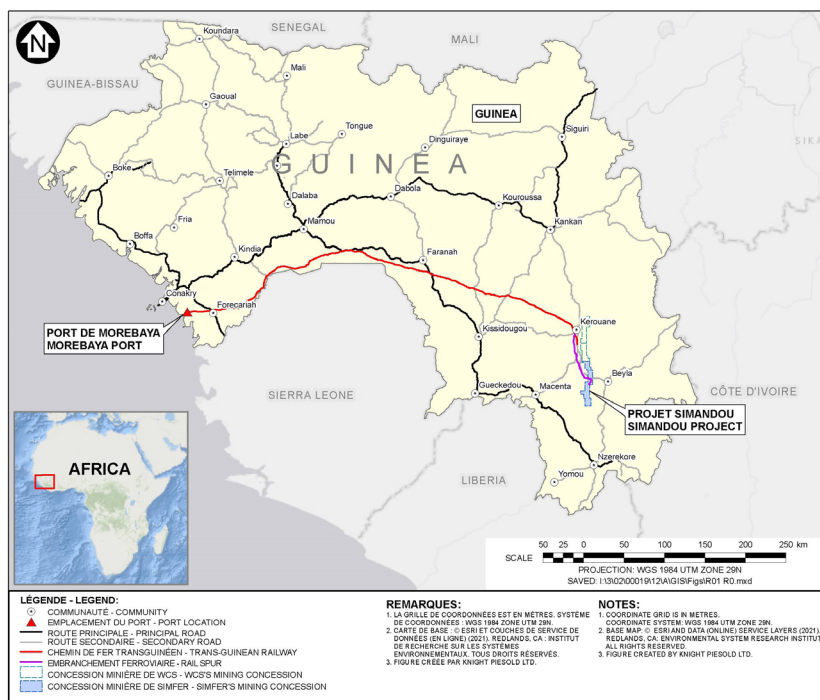 N
SENEGAL
MALI
GUINEA-BISSAU
Koundara
Mali
GUINEA
Gaoual
Tongue
Siguiri
Labe
Dinguiraye
GUINEA
Boke
Telimele
Dabola
Dalaba
Kouroussa
Fria
Mamou
Kankan
Boffa
Kindia
Faranah
Conakry
Forecariah
PORT DE MOREBAYA
MOREBAYA PORT
Kissidougou
Kerouane
SIERRA LEONE
Gueckedou
Macenta
Beyla
CÔTE D'IVOIRE
PROJET SIMANDOU
SIMANDOU PROJECT
AFRICA
Nzerekore
LIBERIA
Yomou
50 25 0 50 100 150 200 250 km
SCALE
PROJECTION: WGS 1984 UTM ZONE 29N
SAVED: I:\3\02\00019\12\A\GIS\Figs\R01 R0.mxd
LÉGENDE - LEGEND:
COMMUNAUTÉ - COMMUNITY
EMPLACEMENT DU PORT - PORT LOCATION
ROUTE PRINCIPALE - PRINCIPAL ROAD
ROUTE SECONDAIRE - SECONDARY ROAD
CHEMIN DE FER TRANSGUINÉEN - TRANS-GUINEAN RAILWAY
EMBRANCHEMENT FERROVIAIRE - RAIL SPUR
CONCESSION MINIÈRE DE WCS - WCS'S MINING CONCESSION
CONCESSION MINIÈRE DE SIMFER - SIMFER'S MINING CONCESSION
REMARQUES:
1. LA GRILLE DE COORDONNÉES EST EN MÈTRES. SYSTÈME
DE COORDONNÉES : WGS 1984 ZONE UTM 29N.
2. CARTE DE BASE : © ESRI ET COUCHES DE SERVICE DE
DONNÉES (EN LIGNE) (2021). REDLANDS, CA : INSTITUT
DE RECHERCHE SUR LES SYSTÈMES
ENVIRONNEMENTAUX. TOUS DROITS RÉSERVÉS.
3. FIGURE CRÉÉE PAR KNIGHT PIESOLD LTD.
NOTES:
1. COORDINATE GRID IS IN METRES.
COORDINATE SYSTEM: WGS 1984 UTM ZONE 29N.
2. BASE MAP: © ESRI AND DATA (ONLINE) SERVICE LAYERS (2021).
REDLANDS, CA: ENVIRONMENTAL SYSTEM RESEARCH INSTITUT
ALL RIGHTS RESERVED.
3. FIGURE CREATED BY KNIGHT PIESOLD LTD.